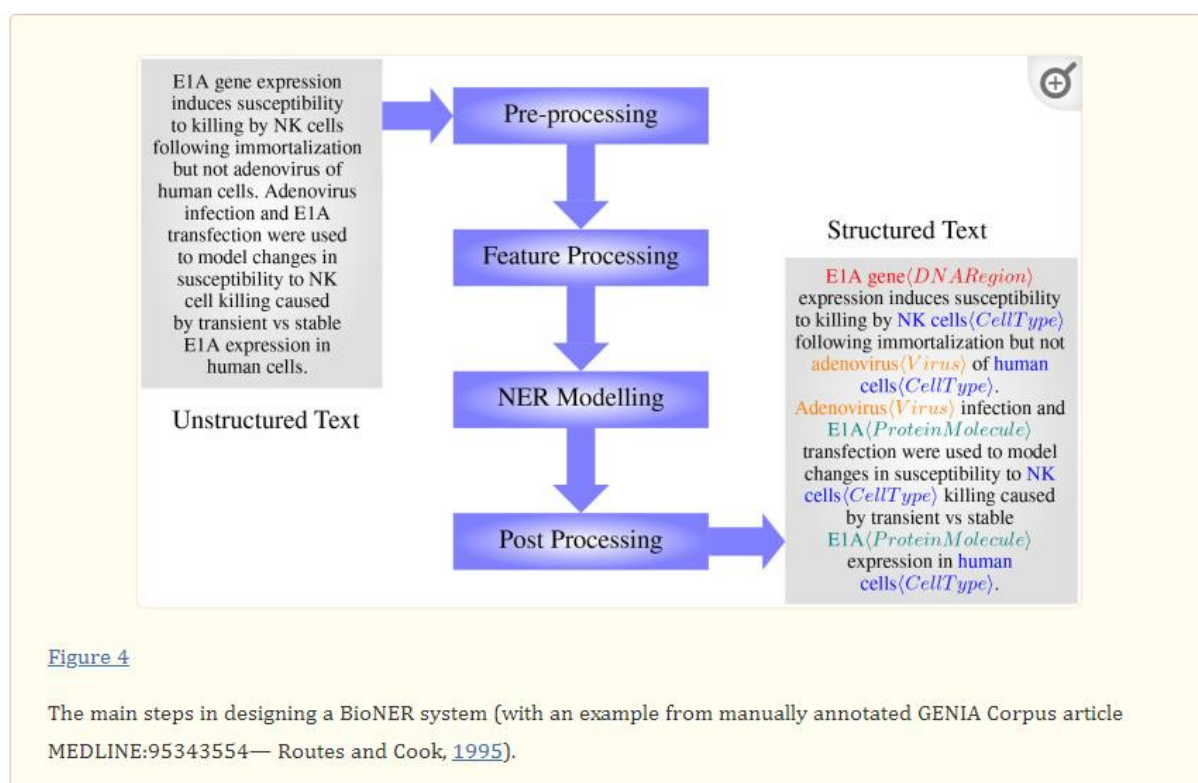 E1A gene expression
induces susceptibility
to killing by NK cells
following immortalization
but not adenovirus of
human cells. Adenovirus
infection and E1A
transfection were used
to model changes in
susceptibility to NK
cell killing caused
by transient vs stable
E1A expression in
human cells.
Unstructured Text
Pre-processing
Feature Processing
NER Modelling
Post Processing
Structured Text
E1A gene⟨DNARegion⟩
expression induces susceptibility
to killing by NK cells⟨CellType⟩
following immortalization but not
adenovirus⟨Virus⟩ of human
cells⟨CellType⟩.
Adenovirus⟨Virus⟩ infection and
E1A⟨ProteinMolecule⟩
transfection were used to model
changes in susceptibility to NK
cells⟨CellType⟩ killing caused
by transient vs stable
E1A⟨ProteinMolecule⟩
expression in human
cells⟨CellType⟩.
Figure 4
The main steps in designing a BioNER system (with an example from manually annotated GENIA Corpus article
MEDLINE:95343554— Routes and Cook, 1995).